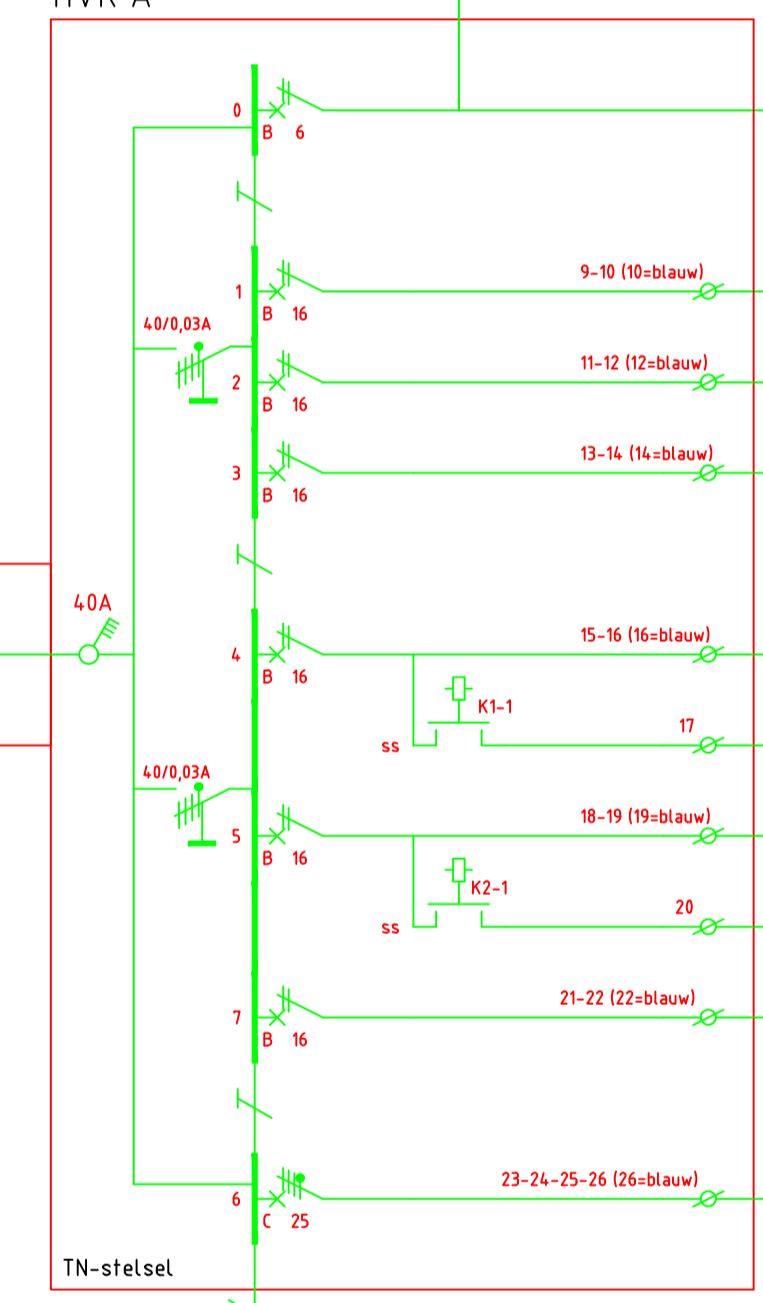 HVK-A
0
B 6
1
9-10 (10=blauw)
B 16
40/0,03A
2
11-12 (12=blauw)
B 16
3
13-14 (14=blauw)
B 16
40A
4
15-16 (16=blauw)
B 16
K1-1
ss
17
40/0,03A
5
18-19 (19=blauw)
B 16
K2-1
ss
20
7
21-22 (22=blauw)
B 16
6
23-24-25-26 (26=blauw)
C 25
TN-stelsel